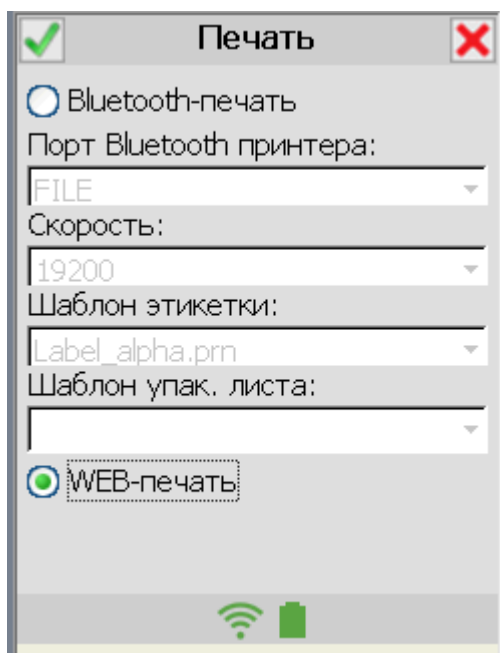 Печать
Bluetooth-печать
Порт Bluetooth принтера:
FILE
Скорость:
19200
Шаблон этикетки:
Label_alpha.prn
Шаблон упак. листа:
WEB-печать